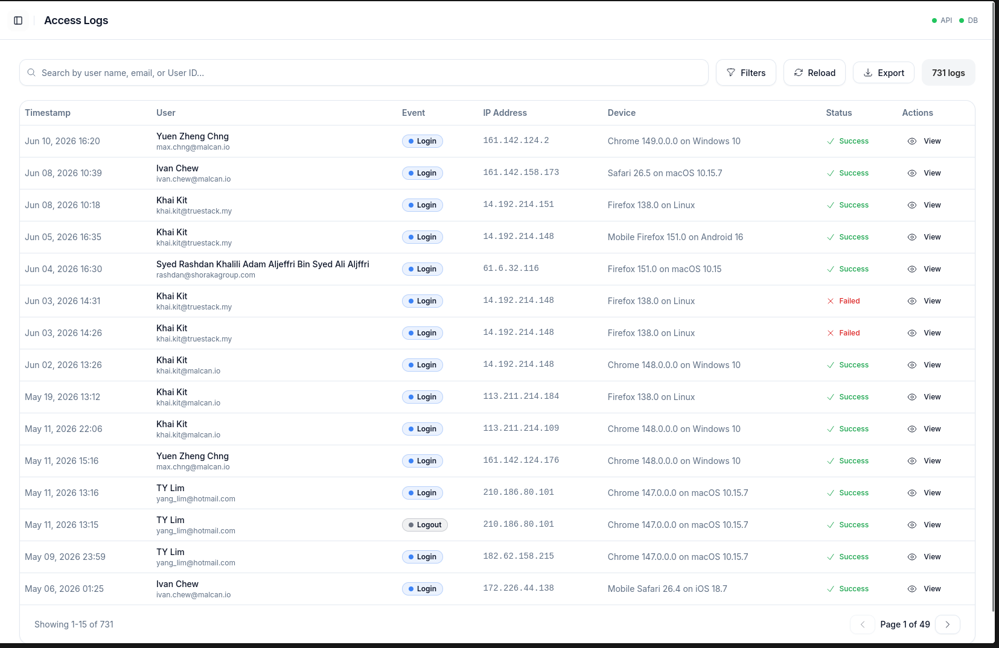 Access Logs
API DB
Search by user name, email, or User ID...
Filters
Reload
Export
731 logs
Timestamp User Event IP Address Device Status Actions
Jun 10, 2026 16:20 Yuen Zheng Chng Login 161.142.124.2 Chrome 149.0.0.0 on Windows 10 Success View
max.chng@malcan.io
Jun 08, 2026 10:39 Ivan Chew Login 161.142.158.173 Safari 26.5 on macOS 10.15.7 Success View
ivan.chew@malcan.io
Jun 08, 2026 10:18 Khai Kit Login 14.192.214.151 Firefox 138.0 on Linux Success View
khai.kit@truestack.my
Jun 05, 2026 16:35 Khai Kit Login 14.192.214.148 Mobile Firefox 151.0 on Android 16 Success View
khai.kit@truestack.my
Jun 04, 2026 16:30 Syed Rashdan Khalili Adam Aljeffri Bin Syed Ali Aljffri Login 61.6.32.116 Firefox 151.0 on macOS 10.15 Success View
rashdan@shorakagroup.com
Jun 03, 2026 14:31 Khai Kit Login 14.192.214.148 Firefox 138.0 on Linux Failed View
khai.kit@truestack.my
Jun 03, 2026 14:26 Khai Kit Login 14.192.214.148 Firefox 138.0 on Linux Failed View
khai.kit@truestack.my
Jun 02, 2026 13:26 Khai Kit Login 14.192.214.148 Chrome 148.0.0.0 on Windows 10 Success View
khai.kit@malcan.io
May 19, 2026 13:12 Khai Kit Login 113.211.214.184 Firefox 138.0 on Linux Success View
khai.kit@malcan.io
May 11, 2026 22:06 Khai Kit Login 113.211.214.109 Chrome 148.0.0.0 on Windows 10 Success View
khai.kit@malcan.io
May 11, 2026 15:16 Yuen Zheng Chng Login 161.142.124.176 Chrome 148.0.0.0 on Windows 10 Success View
max.chng@malcan.io
May 11, 2026 13:16 TY Lim Login 210.186.80.101 Chrome 147.0.0.0 on macOS 10.15.7 Success View
yang_lim@hotmail.com
May 11, 2026 13:15 TY Lim Logout 210.186.80.101 Chrome 147.0.0.0 on macOS 10.15.7 Success View
yang_lim@hotmail.com
May 09, 2026 23:59 TY Lim Login 182.62.158.215 Chrome 147.0.0.0 on macOS 10.15.7 Success View
yang_lim@hotmail.com
May 06, 2026 01:25 Ivan Chew Login 172.226.44.138 Mobile Safari 26.4 on iOS 18.7 Success View
ivan.chew@malcan.io
Showing 1-15 of 731
Page 1 of 49